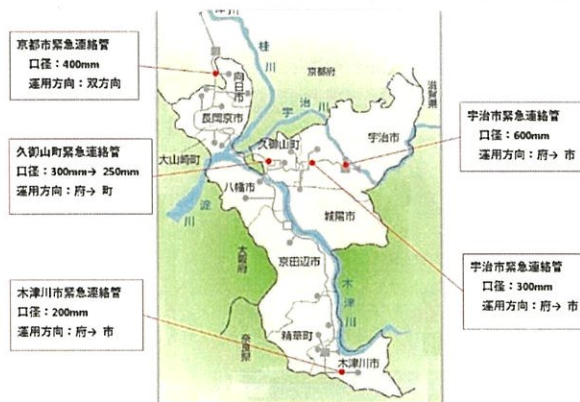 京都市緊急連絡管
口径：400mm
運用方向：双方向
久御山町緊急連絡管
口径：300mm→ 250mm
運用方向：府→ 町
木津川市緊急連絡管
口径：200mm
運用方向：府→ 市
宇治市緊急連絡管
口径：600mm
運用方向：府→ 市
宇治市緊急連絡管
口径：300mm
運用方向：府→ 市
桂川
京都府
滋賀県
向日市
長岡京市
宇治川
宇治市
大山崎町
久御山町
八幡市
淀川
城陽市
大阪府
京田辺市
木津川
精華町
奈良県
木津川市